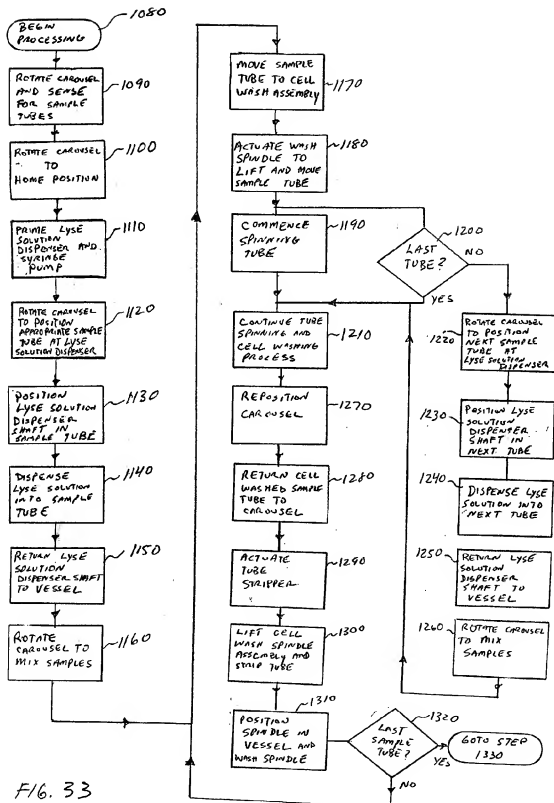 BEGIN
PROCESSING
1080
ROTATE CAROUSEL
AND SENSE
FOR SAMPLE
TUBES
1090
ROTATE CAROUSEL
TO
HOME POSITION
1100
PRIME LYSE
SOLUTION
DISPENSER AND
SYRINGE
PUMP
1110
ROTATE CAROUSEL
TO POSITION
APPROPRIATE SAMPLE
TUBE AT LYSE
SOLUTION DISPENSER
1120
POSITION
LYSE SOLUTION
DISPENSER
SHAFT IN
SAMPLE TUBE
1130
DISPENSE
LYSE SOLUTION
INTO SAMPLE
TUBE
1140
RETURN LYSE
SOLUTION
DISPENSER SHAFT
TO VESSEL
1150
ROTATE
CAROUSEL TO
MIX SAMPLES
1160
MOVE SAMPLE
TUBE TO CELL
WASH ASSEMBLY
1170
ACTUATE WASH
SPINDLE TO
LIFT AND MOVE
SAMPLE TUBE
1180
COMMENCE
SPINNING
TUBE
1190
LAST
TUBE?
1200
NO
YES
CONTINUE TUBE
SPINNING AND
CELL WASHING
PROCESS
1210
REPOSITION
CAROUSEL
1270
RETURN CELL
WASHED SAMPLE
TUBE TO
CAROUSEL
1280
ACTUATE
TUBE
STRIPPER
1290
LIFT CELL
WASH SPINDLE
ASSEMBLY AND
STRIP TUBE
1300
POSITION
SPINDLE IN
VESSEL AND
WASH SPINDLE
1310
ROTATE CAROUSEL
TO POSITION
NEXT SAMPLE
TUBE AT
LYSE SOLUTION
DISPENSER
1220
POSITION LYSE
SOLUTION
DISPENSER
SHAFT IN
NEXT TUBE
1230
DISPENSE LYSE
SOLUTION INTO
NEXT TUBE
1240
RETURN LYSE
SOLUTION
DISPENSER
SHAFT TO
VESSEL
1250
ROTATE CAROUSEL
TO MIX
SAMPLES
1260
LAST
SAMPLE
TUBE?
1320
YES
NO
GOTO STEP
1330
FIG. 33